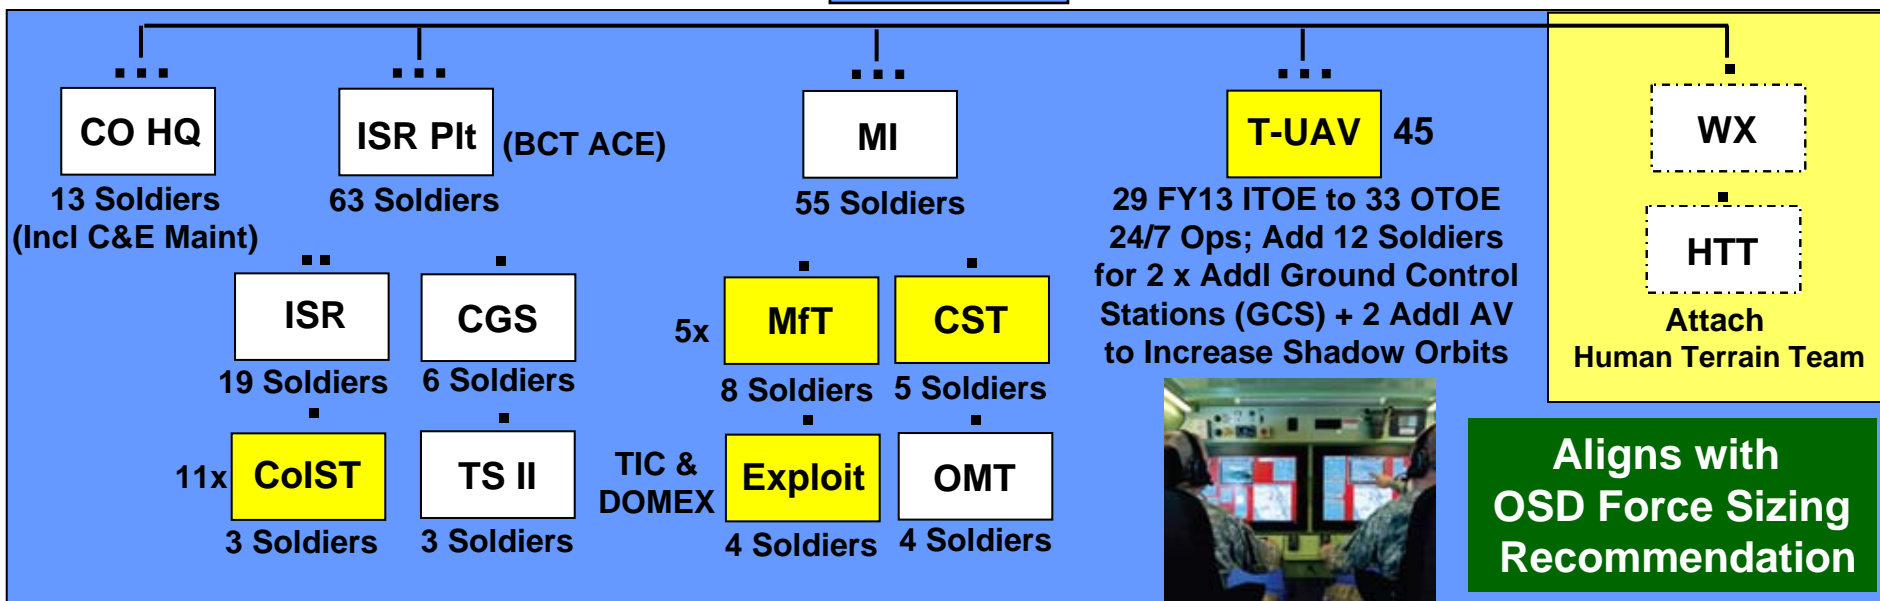 CO HQ
13 Soldiers
(Incl C&E Maint)
ISR Plt
(BCT ACE)
63 Soldiers
ISR
19 Soldiers
CGS
6 Soldiers
11x
CoIST
3 Soldiers
TS II
3 Soldiers
MI
55 Soldiers
5x
MfT
8 Soldiers
CST
5 Soldiers
TIC &
DOMEX
Exploit
4 Soldiers
OMT
4 Soldiers
T-UAV
45
29 FY13 ITOE to 33 OTOE
24/7 Ops; Add 12 Soldiers
for 2 x Addl Ground Control
Stations (GCS) + 2 Addl AV
to Increase Shadow Orbits
WX
HTT
Attach
Human Terrain Team
Aligns with
OSD Force Sizing
Recommendation